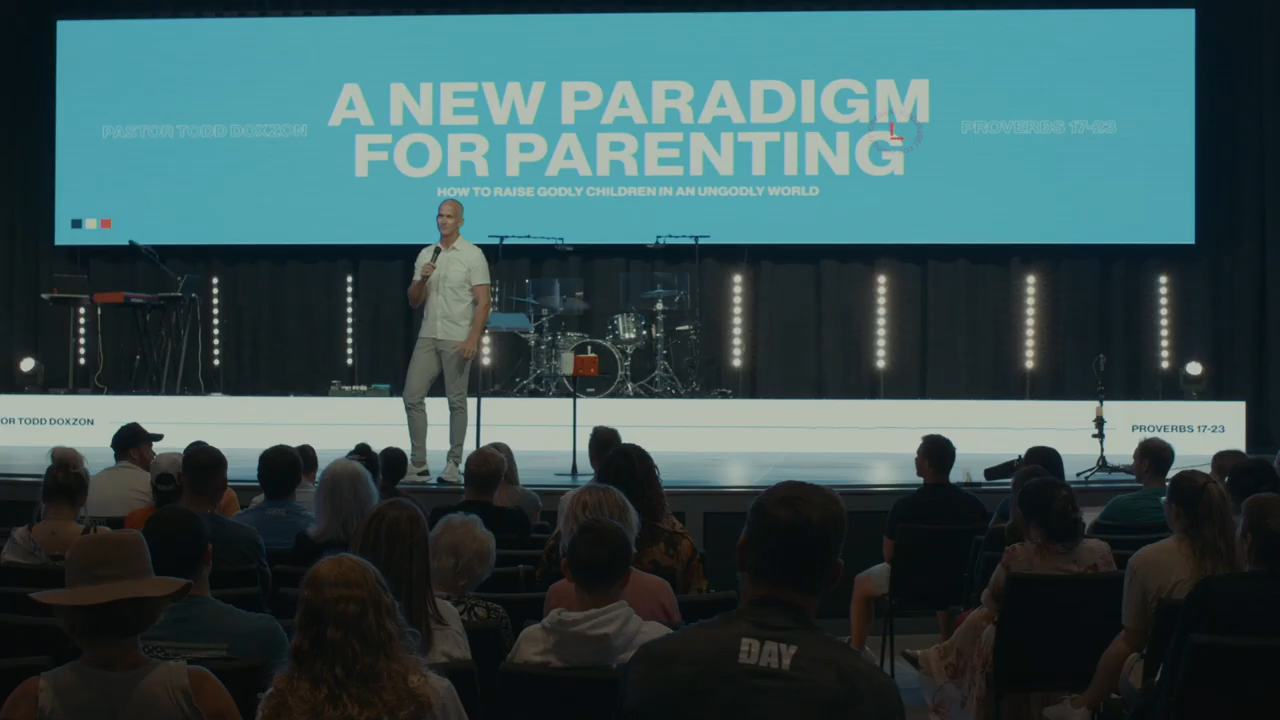 A NEW PARADIGM
FOR PARENTING
HOW TO RAISE GODLY CHILDREN IN AN UNGODLY WORLD
PASTOR TODD DOXZON
PROVERBS 17-23
OR TODD DOXZON
PROVERBS 17-23
DAY